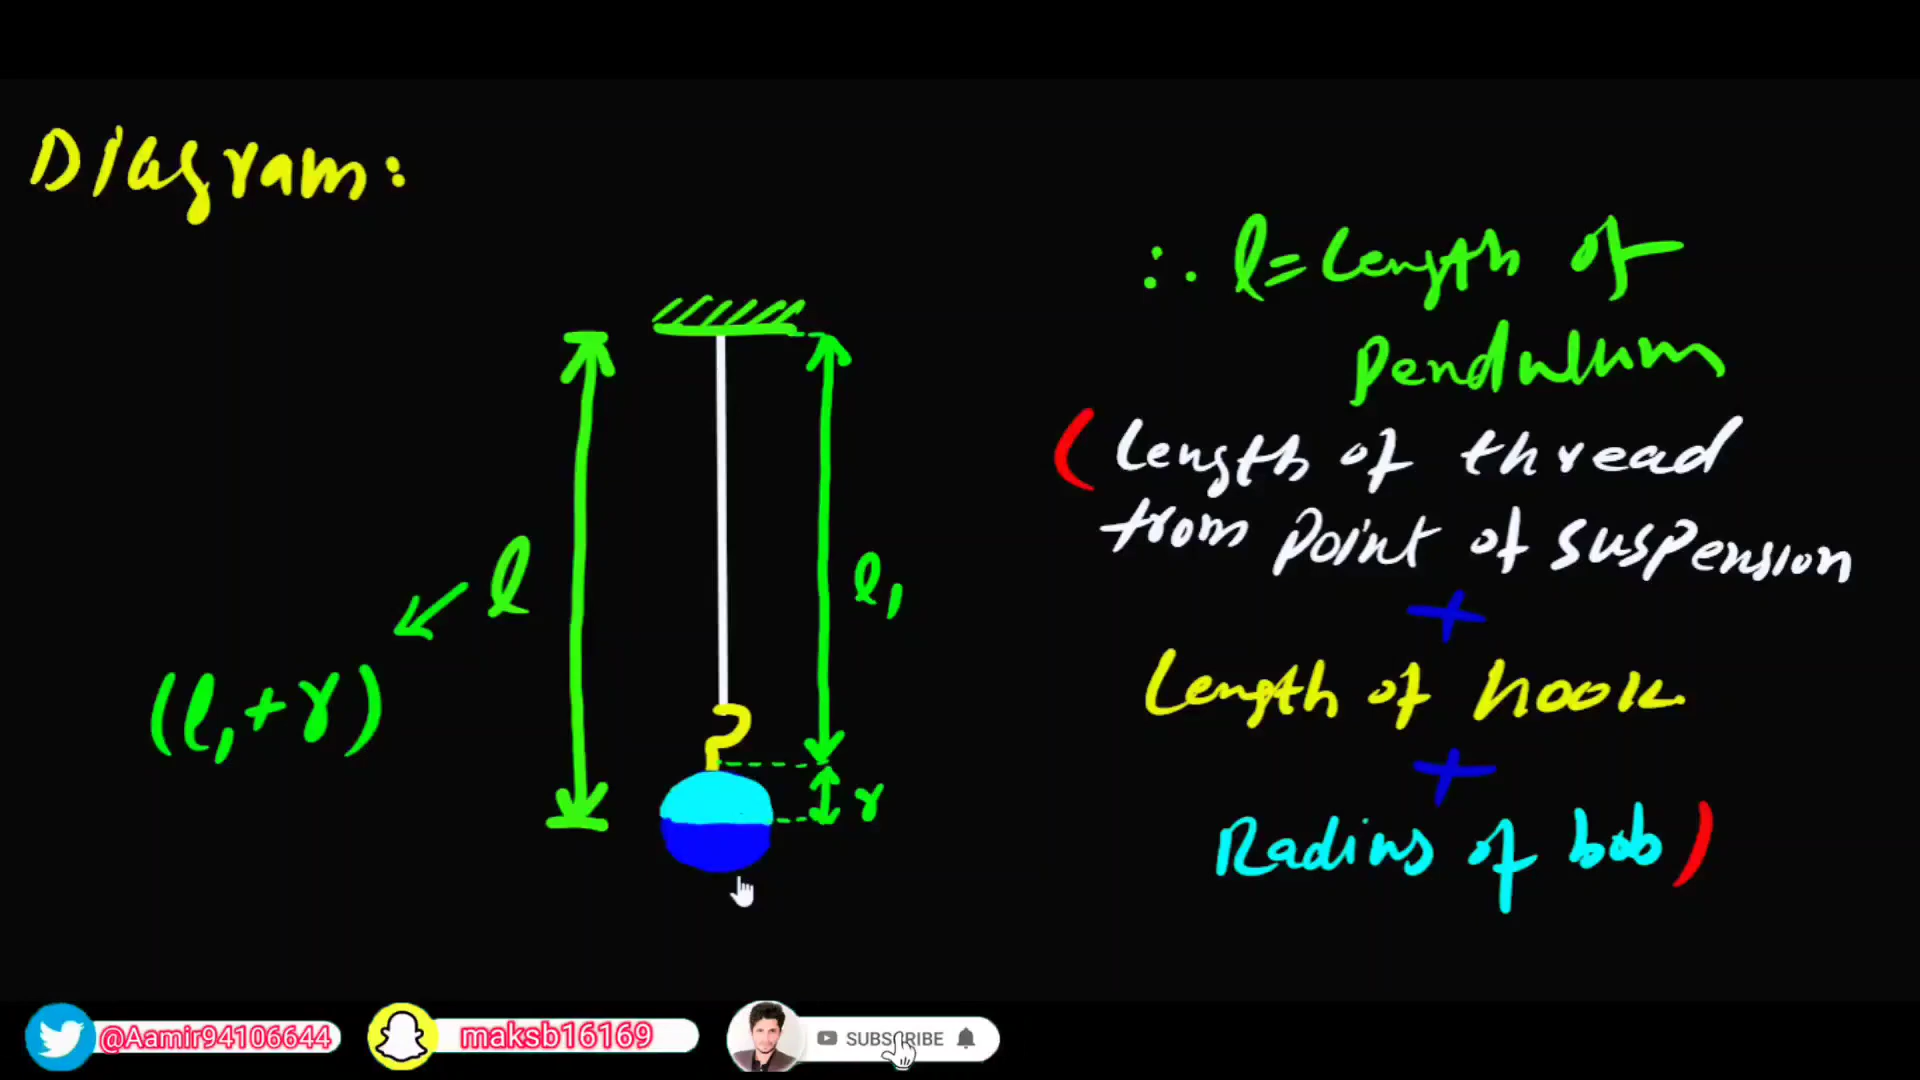 Diagram:
∴ l = Length of
Pendulum
(Length of thread
from Point of suspension
+
Length of hook
+
Radius of bob)
l
(l₁+r)
l₁
r
@Aamir94106644
maksb16169
SUBSCRIBE